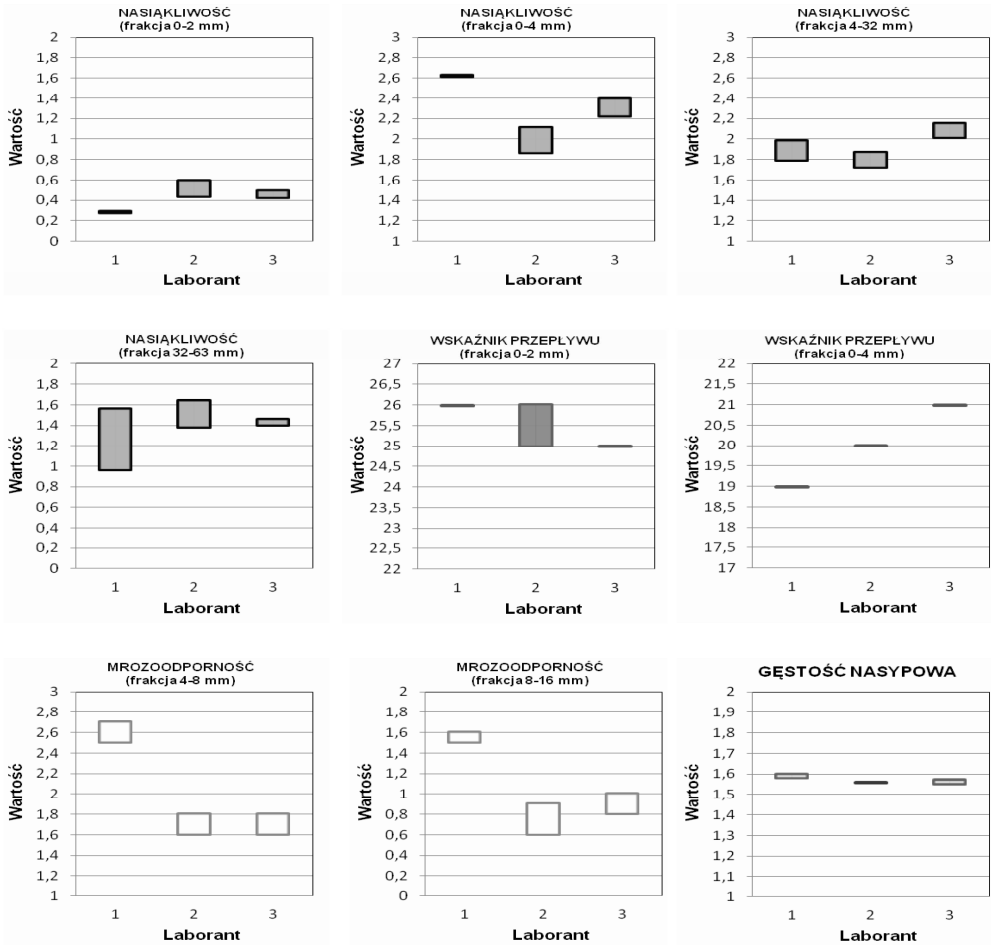 NASIĄKLIWOŚĆ
(frakcja 0-2 mm)
2
1,8
1,6
1,4
1,2
1
0,8
0,6
0,4
0,2
0
Wartość
1 2 3
Laborant
NASIĄKLIWOŚĆ
(frakcja 0-4 mm)
3
2,8
2,6
2,4
2,2
2
1,8
1,6
1,4
1,2
1
Wartość
1 2 3
Laborant
NASIĄKLIWOŚĆ
(frakcja 4-32 mm)
3
2,8
2,6
2,4
2,2
2
1,8
1,6
1,4
1,2
1
Wartość
1 2 3
Laborant
NASIĄKLIWOŚĆ
(frakcja 32-63 mm)
2
1,8
1,6
1,4
1,2
1
0,8
0,6
0,4
0,2
0
Wartość
1 2 3
Laborant
WSKAŹNIK PRZEPŁYWU
(frakcja 0-2 mm)
27
26,5
26
25,5
25
24,5
24
23,5
23
22,5
22
Wartość
1 2 3
Laborant
WSKAŹNIK PRZEPŁYWU
(frakcja 0-4 mm)
22
21,5
21
20,5
20
19,5
19
18,5
18
17,5
17
Wartość
1 2 3
Laborant
MROZOODPORNOŚĆ
(frakcja 4-8 mm)
3
2,8
2,6
2,4
2,2
2
1,8
1,6
1,4
1,2
1
Wartość
1 2 3
Laborant
MROZOODPORNOŚĆ
(frakcja 8-16 mm)
2
1,8
1,6
1,4
1,2
1
0,8
0,6
0,4
0,2
0
Wartość
1 2 3
Laborant
GĘSTOŚĆ NASYPOWA
2
1,9
1,8
1,7
1,6
1,5
1,4
1,3
1,2
1,1
1
Wartość
1 2 3
Laborant